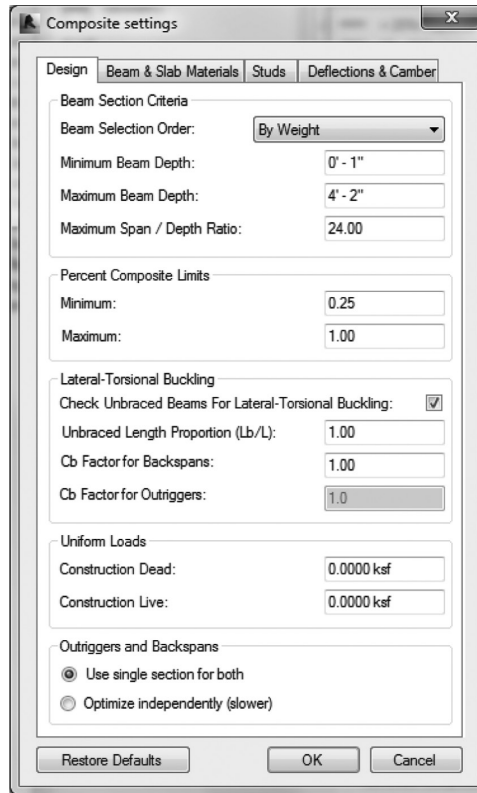 Composite settings
Design Beam & Slab Materials Studs Deflections & Camber
Beam Section Criteria
Beam Selection Order: By Weight
Minimum Beam Depth: 0' - 1"
Maximum Beam Depth: 4' - 2"
Maximum Span / Depth Ratio: 24.00
Percent Composite Limits
Minimum: 0.25
Maximum: 1.00
Lateral-Torsional Buckling
Check Unbraced Beams For Lateral-Torsional Buckling:
Unbraced Length Proportion (Lb/L): 1.00
Cb Factor for Backspans: 1.00
Cb Factor for Outriggers: 1.0
Uniform Loads
Construction Dead: 0.0000 ksf
Construction Live: 0.0000 ksf
Outriggers and Backspans
Use single section for both
Optimize independently (slower)
Restore Defaults OK Cancel